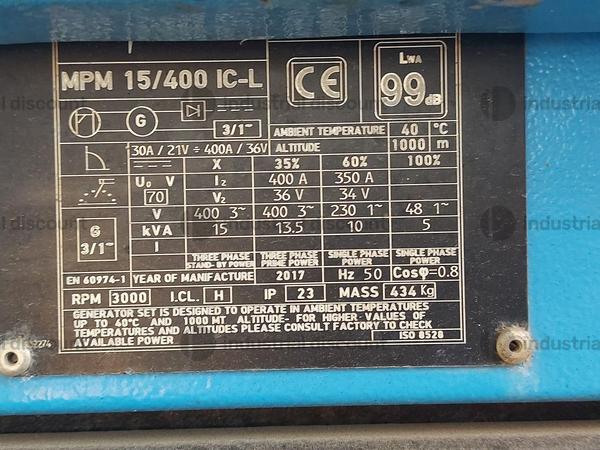 MPM 15/400 IC-L
CE
LWA
99 dB
G
3/1~
AMBIENT TEMPERATURE 40 °C
30A / 21V ÷ 400A / 36V ALTITUDE 1000 m
X 35% 60% 100%
U₀ V I₂ 400 A 350 A
70 V₂ 36 V 34 V
V 400 3~ 400 3~ 230 1~ 48 1~
G kVA 15 13.5 10 5
3/1~ I
THREE PHASE STAND-BY POWER THREE PHASE PRIME POWER SINGLE PHASE POWER SINGLE PHASE POWER
EN 60974-1 YEAR OF MANIFACTURE 2017 Hz 50 Cosφ=0.8
RPM 3000 I.CL. H IP 23 MASS 434 Kg
GENERATOR SET IS DESIGNED TO OPERATE IN AMBIENT TEMPERATURES
UP TO 40°C AND 1000 MT ALTITUDE- FOR HIGHER VALUES OF
TEMPERATURES AND ALTITUDES PLEASE CONSULT FACTORY TO CHECK
AVAILABLE POWER ISO 8528
industrial discount